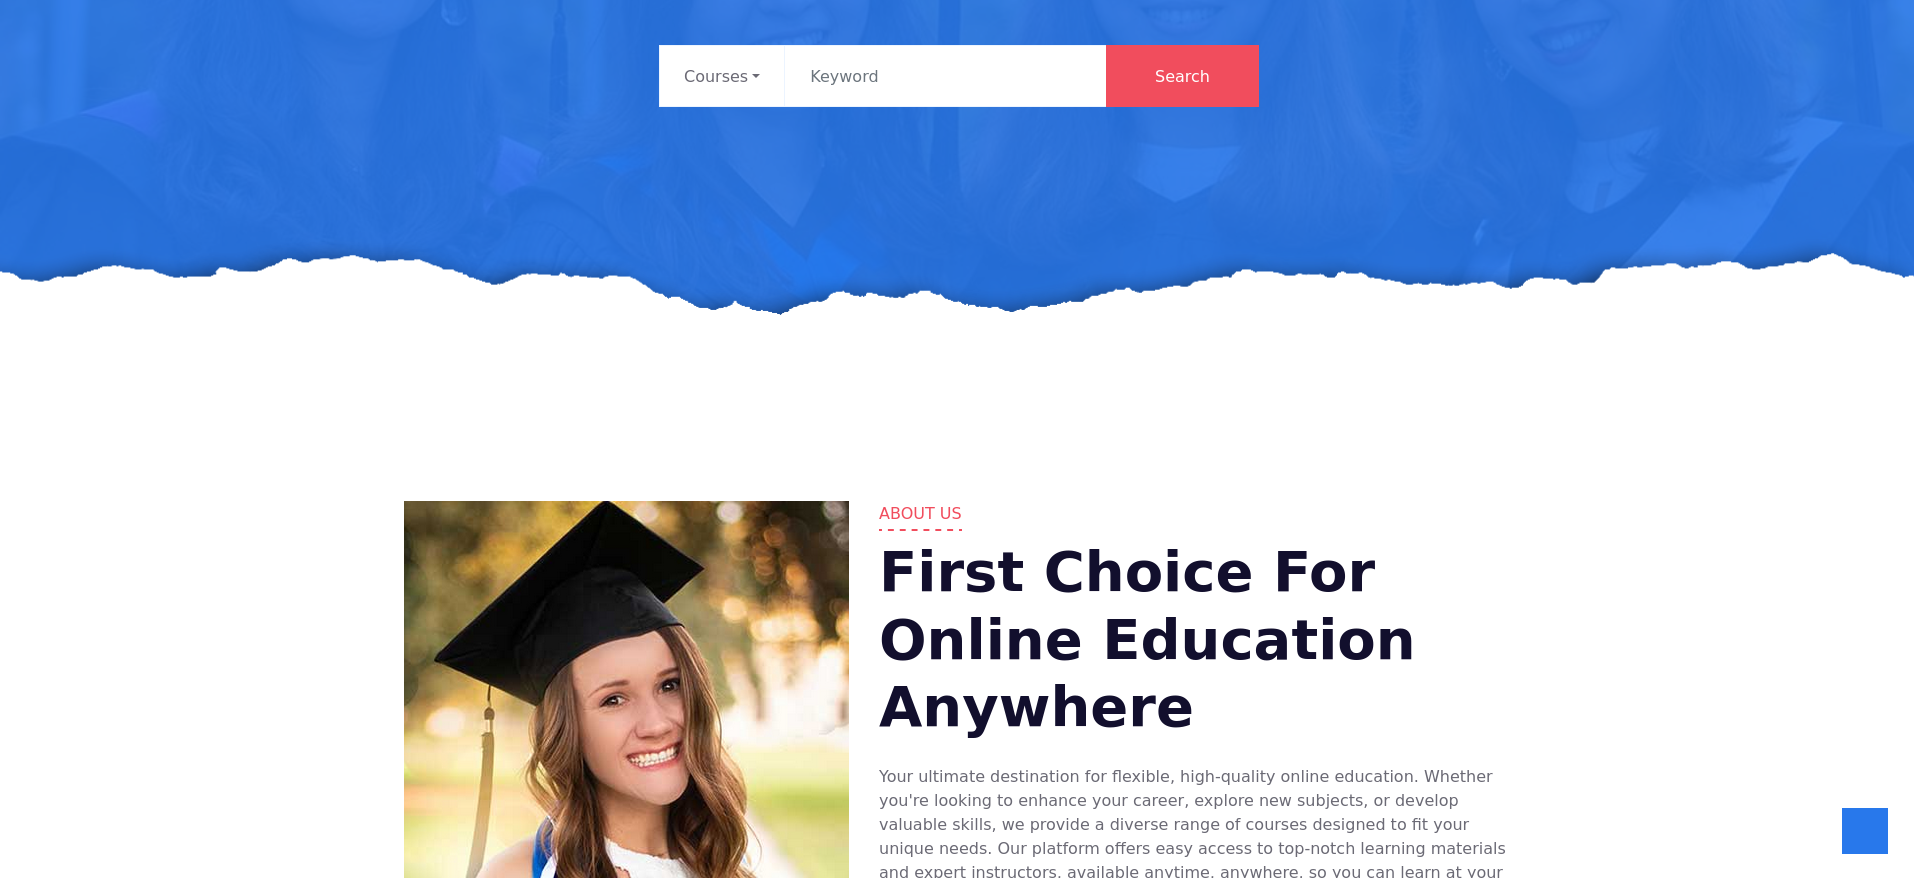 Courses
Keyword
Search
ABOUT US
First Choice For
Online Education
Anywhere
Your ultimate destination for flexible, high-quality online education. Whether
you're looking to enhance your career, explore new subjects, or develop
valuable skills, we provide a diverse range of courses designed to fit your
unique needs. Our platform offers easy access to top-notch learning materials
and expert instructors, available anytime, anywhere, so you can learn at your